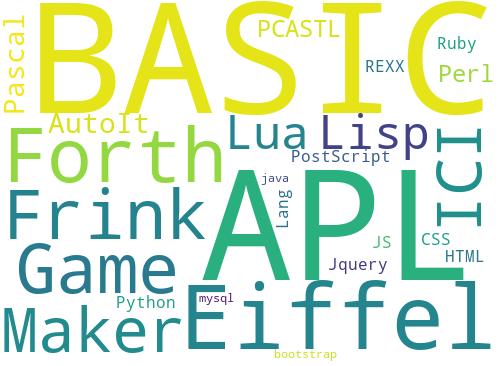 BASIC
Pascal
PCASTL
Ruby
REXX
Perl
AutoIt
Lua
Lisp
ICI
Forth
PostScript
APL
java
Lang
Frink
JS
CSS
HTML
Jquery
Game
Python
mysql
Eiffel
Maker
bootstrap